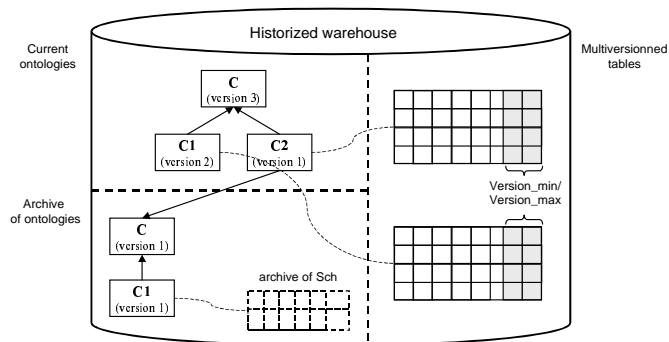 Historized warehouse
Current
ontologies
Multiversionned
tables
C
(version 3)
C1
(version 2)
C2
(version 1)
Version_min/
Version_max
Archive
of ontologies
C
(version 1)
C1
(version 1)
archive of Sch